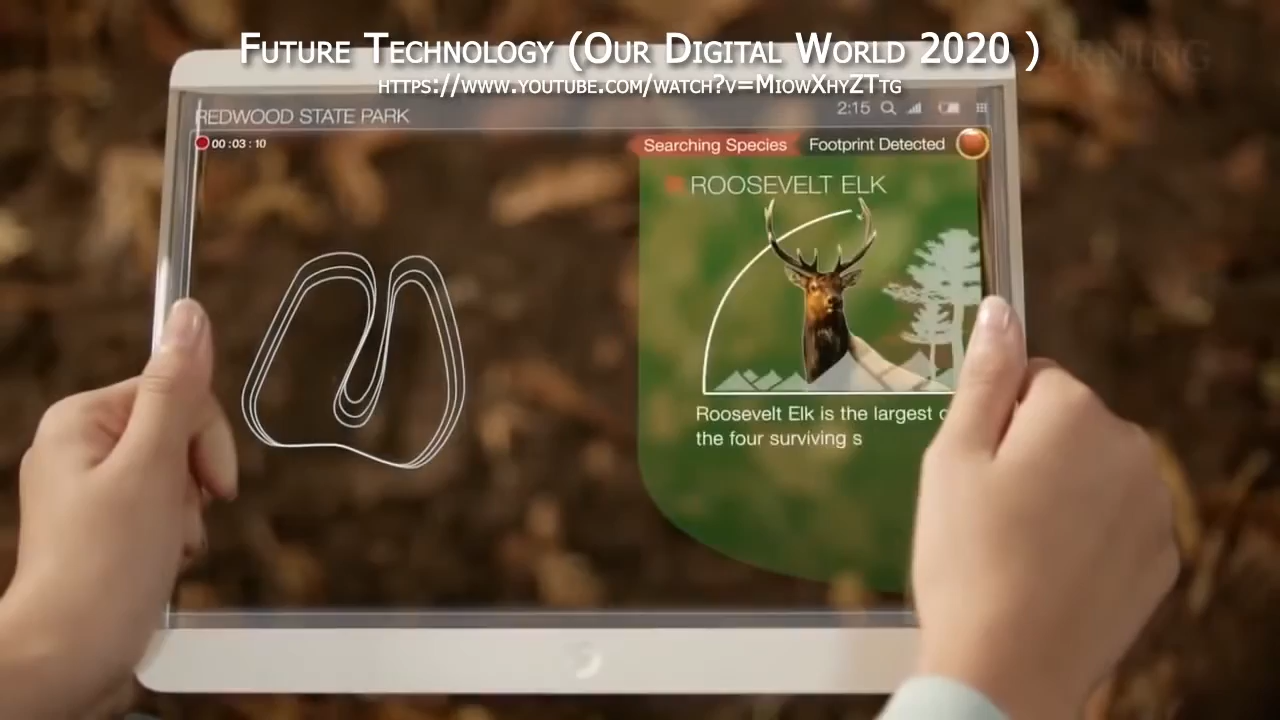 Future Technology (Our Digital World 2020 )
https://www.youtube.com/watch?v=MiowXhyZTtg
REDWOOD STATE PARK
2:15
00 :03 : 10
Searching Species
Footprint Detected
ROOSEVELT ELK
Roosevelt Elk is the largest
the four surviving s